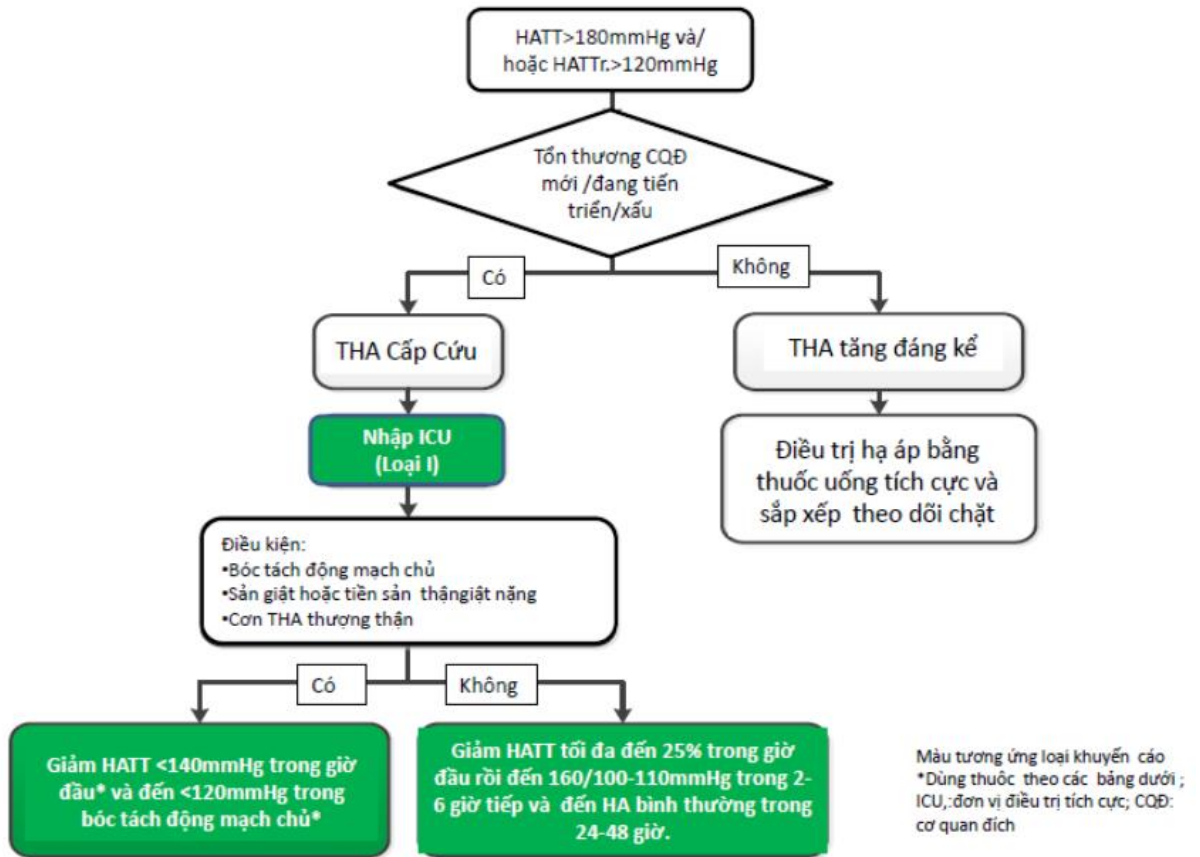 HATT>180mmHg và/
hoặc HATTr.>120mmHg
Tổn thương CQĐ
mới /đang tiến
triển/xấu
Có
Không
THA Cấp Cứu
THA tăng đáng kể
Nhập ICU
(Loại I)
Điều trị hạ áp bằng
thuốc uống tích cực và
sắp xếp theo dõi chặt
Điều kiện:
•Bóc tách động mạch chủ
•Sản giật hoặc tiền sản thậngiật nặng
•Cơn THA thượng thận
Có
Không
Giảm HATT <140mmHg trong giờ
đầu* và đến <120mmHg trong
bóc tách động mạch chủ*
Giảm HATT tối đa đến 25% trong giờ
đầu rồi đến 160/100-110mmHg trong 2-
6 giờ tiếp và đến HA bình thường trong
24-48 giờ.
Màu tương ứng loại khuyến cáo
*Dùng thuôc theo các bảng dưới ;
ICU,:đơn vị điều trị tích cực; CQĐ:
cơ quan đích